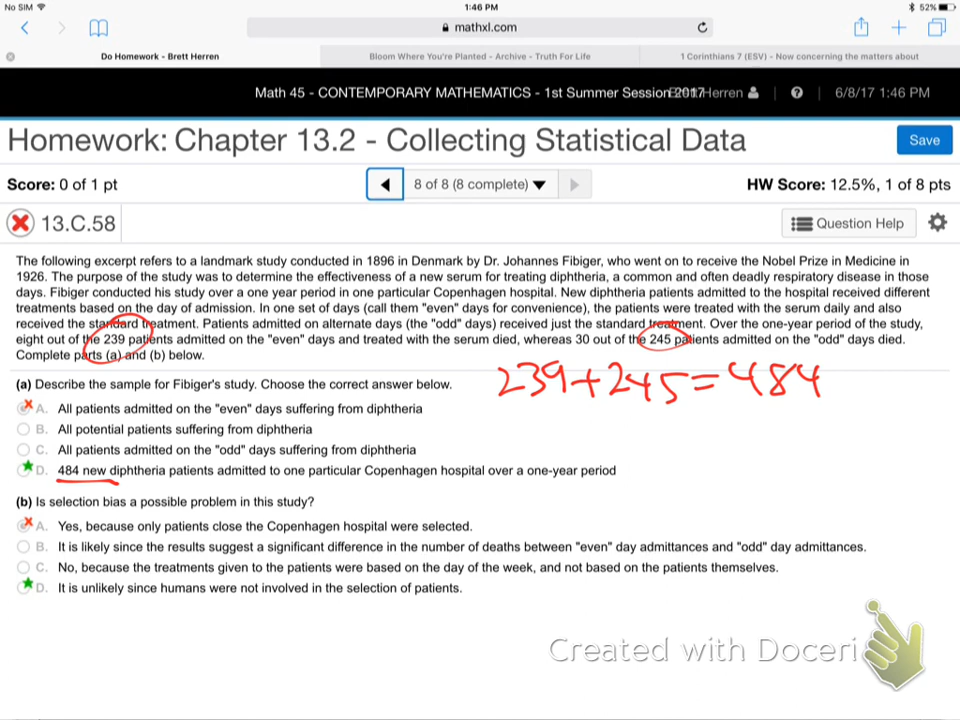 No SIM 1:46 PM 52%
mathxl.com
Do Homework - Brett Herren Bloom Where You're Planted - Archive - Truth For Life 1 Corinthians 7 (ESV) - Now concerning the matters about
Math 45 - CONTEMPORARY MATHEMATICS - 1st Summer Session 2017 Herren 6/8/17 1:46 PM
Homework: Chapter 13.2 - Collecting Statistical Data Save
Score: 0 of 1 pt 8 of 8 (8 complete) HW Score: 12.5%, 1 of 8 pts
13.C.58 Question Help
The following excerpt refers to a landmark study conducted in 1896 in Denmark by Dr. Johannes Fibiger, who went on to receive the Nobel Prize in Medicine in
1926. The purpose of the study was to determine the effectiveness of a new serum for treating diphtheria, a common and often deadly respiratory disease in those
days. Fibiger conducted his study over a one year period in one particular Copenhagen hospital. New diphtheria patients admitted to the hospital received different
treatments based on the day of admission. In one set of days (call them "even" days for convenience), the patients were treated with the serum daily and also
received the standard treatment. Patients admitted on alternate days (the "odd" days) received just the standard treatment. Over the one-year period of the study,
eight out of the 239 patients admitted on the "even" days and treated with the serum died, whereas 30 out of the 245 patients admitted on the "odd" days died.
Complete parts (a) and (b) below.
(a) Describe the sample for Fibiger's study. Choose the correct answer below.
239+245=484
A. All patients admitted on the "even" days suffering from diphtheria
B. All potential patients suffering from diphtheria
C. All patients admitted on the "odd" days suffering from diphtheria
D. 484 new diphtheria patients admitted to one particular Copenhagen hospital over a one-year period
(b) Is selection bias a possible problem in this study?
A. Yes, because only patients close the Copenhagen hospital were selected.
B. It is likely since the results suggest a significant difference in the number of deaths between "even" day admittances and "odd" day admittances.
C. No, because the treatments given to the patients were based on the day of the week, and not based on the patients themselves.
D. It is unlikely since humans were not involved in the selection of patients.
Created with Doceri